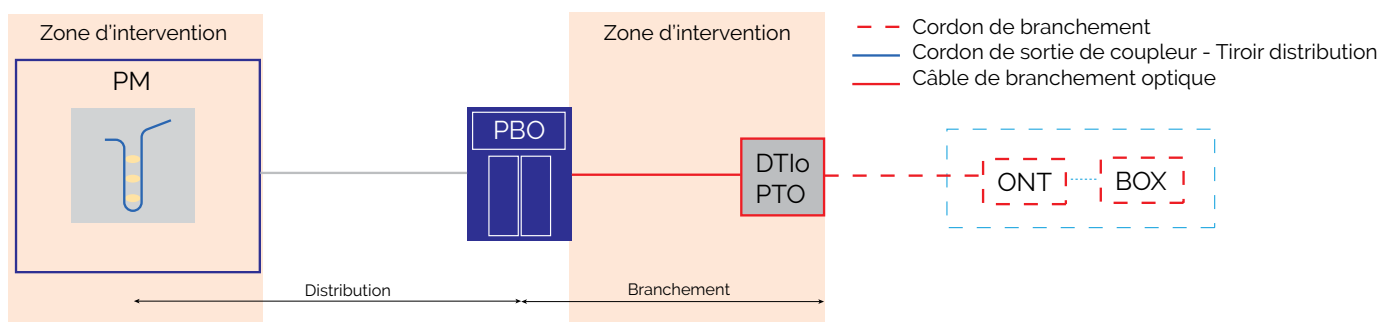 Zone d'intervention
Zone d'intervention
Cordon de branchement
Cordon de sortie de coupleur - Tiroir distribution
Câble de branchement optique
PM
PBO
DTIo
PTO
ONT
BOX
Distribution
Branchement